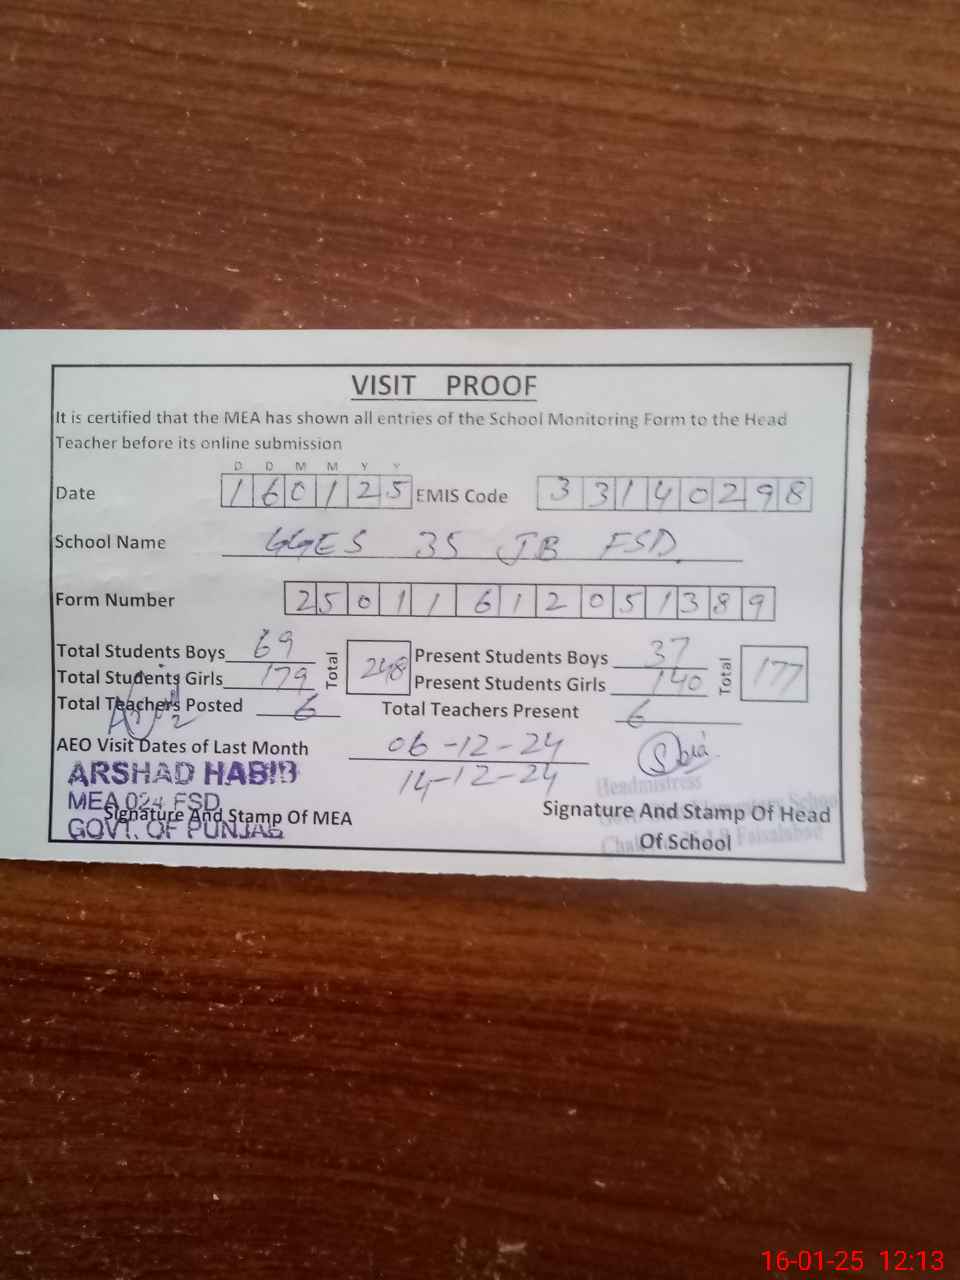 VISIT PROOF
It is certified that the MEA has shown all entries of the School Monitoring Form to the Head
Teacher before its online submission
D D M M Y Y
Date 160125 EMIS Code 33140298
School Name GGES 35 JB FSD
Form Number 25011612051389
Total Students Boys 69 Total 248 Present Students Boys 37 Total 177
Total Students Girls 179 Present Students Girls 140
Total Teachers Posted 6 Total Teachers Present 6
AEO Visit Dates of Last Month 06-12-24
14-12-24
ARSHAD HABIB
MEA 024 FSD
GOVT. OF PUNJAB
Signature And Stamp Of MEA
Headmistress
Signature And Stamp Of Head
Of School
Faisalabad
16-01-25 12:13